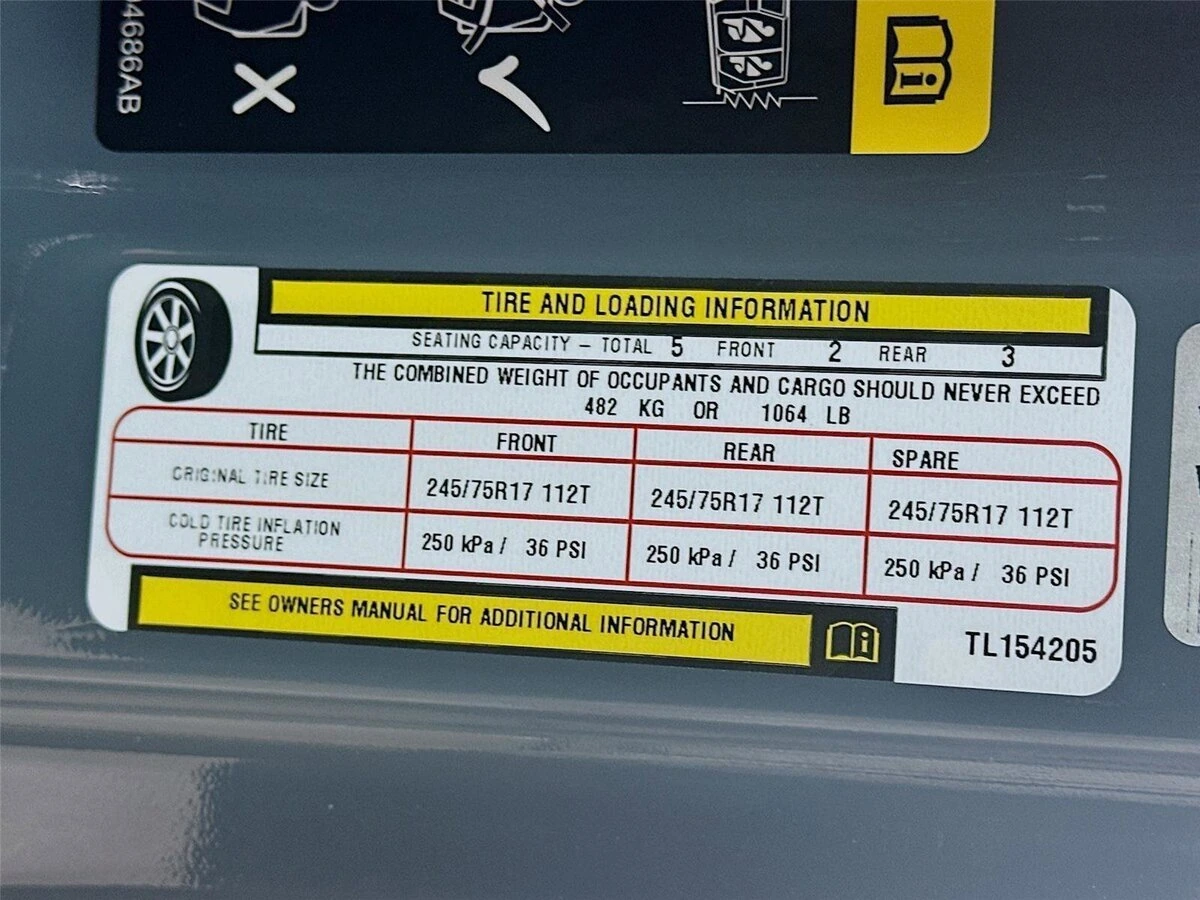 4686AB
TIRE AND LOADING INFORMATION
SEATING CAPACITY – TOTAL 5 FRONT 2 REAR 3
THE COMBINED WEIGHT OF OCCUPANTS AND CARGO SHOULD NEVER EXCEED
482 KG OR 1064 LB
TIRE FRONT REAR SPARE
ORIGINAL TIRE SIZE 245/75R17 112T 245/75R17 112T 245/75R17 112T
COLD TIRE INFLATION
PRESSURE 250 kPa / 36 PSI 250 kPa / 36 PSI 250 kPa / 36 PSI
SEE OWNERS MANUAL FOR ADDITIONAL INFORMATION
TL154205